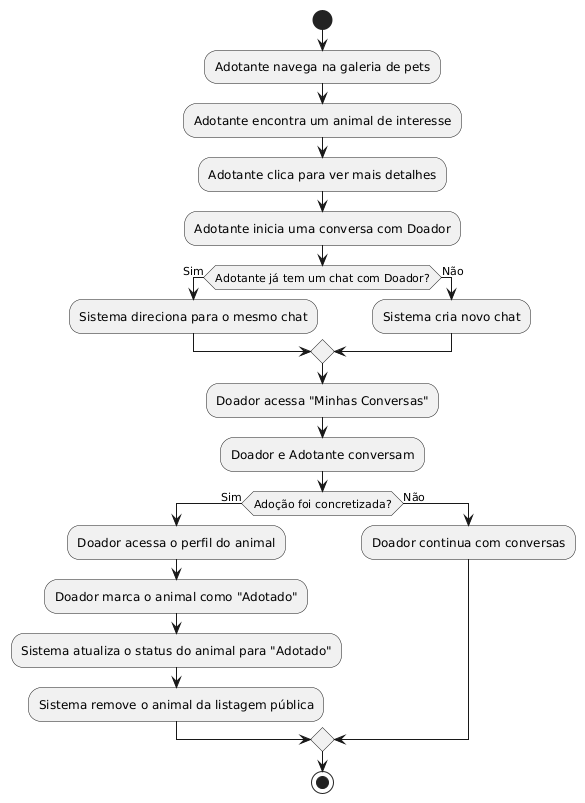 Adotante navega na galeria de pets
Adotante encontra um animal de interesse
Adotante clica para ver mais detalhes
Adotante inicia uma conversa com Doador
Sim
Adotante já tem um chat com Doador?
Não
Sistema direciona para o mesmo chat
Sistema cria novo chat
Doador acessa "Minhas Conversas"
Doador e Adotante conversam
Sim
Adoção foi concretizada?
Não
Doador acessa o perfil do animal
Doador continua com conversas
Doador marca o animal como "Adotado"
Sistema atualiza o status do animal para "Adotado"
Sistema remove o animal da listagem pública